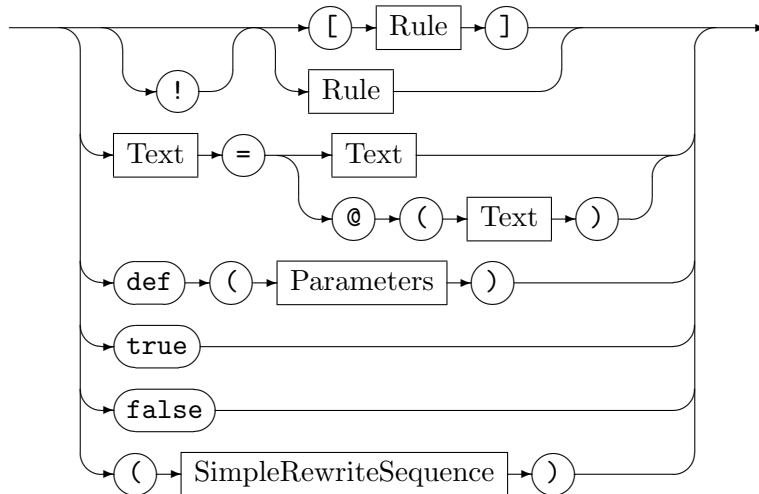 [ Rule ]
! Rule
Text = Text
@ ( Text )
def ( Parameters )
true
false
( SimpleRewriteSequence )